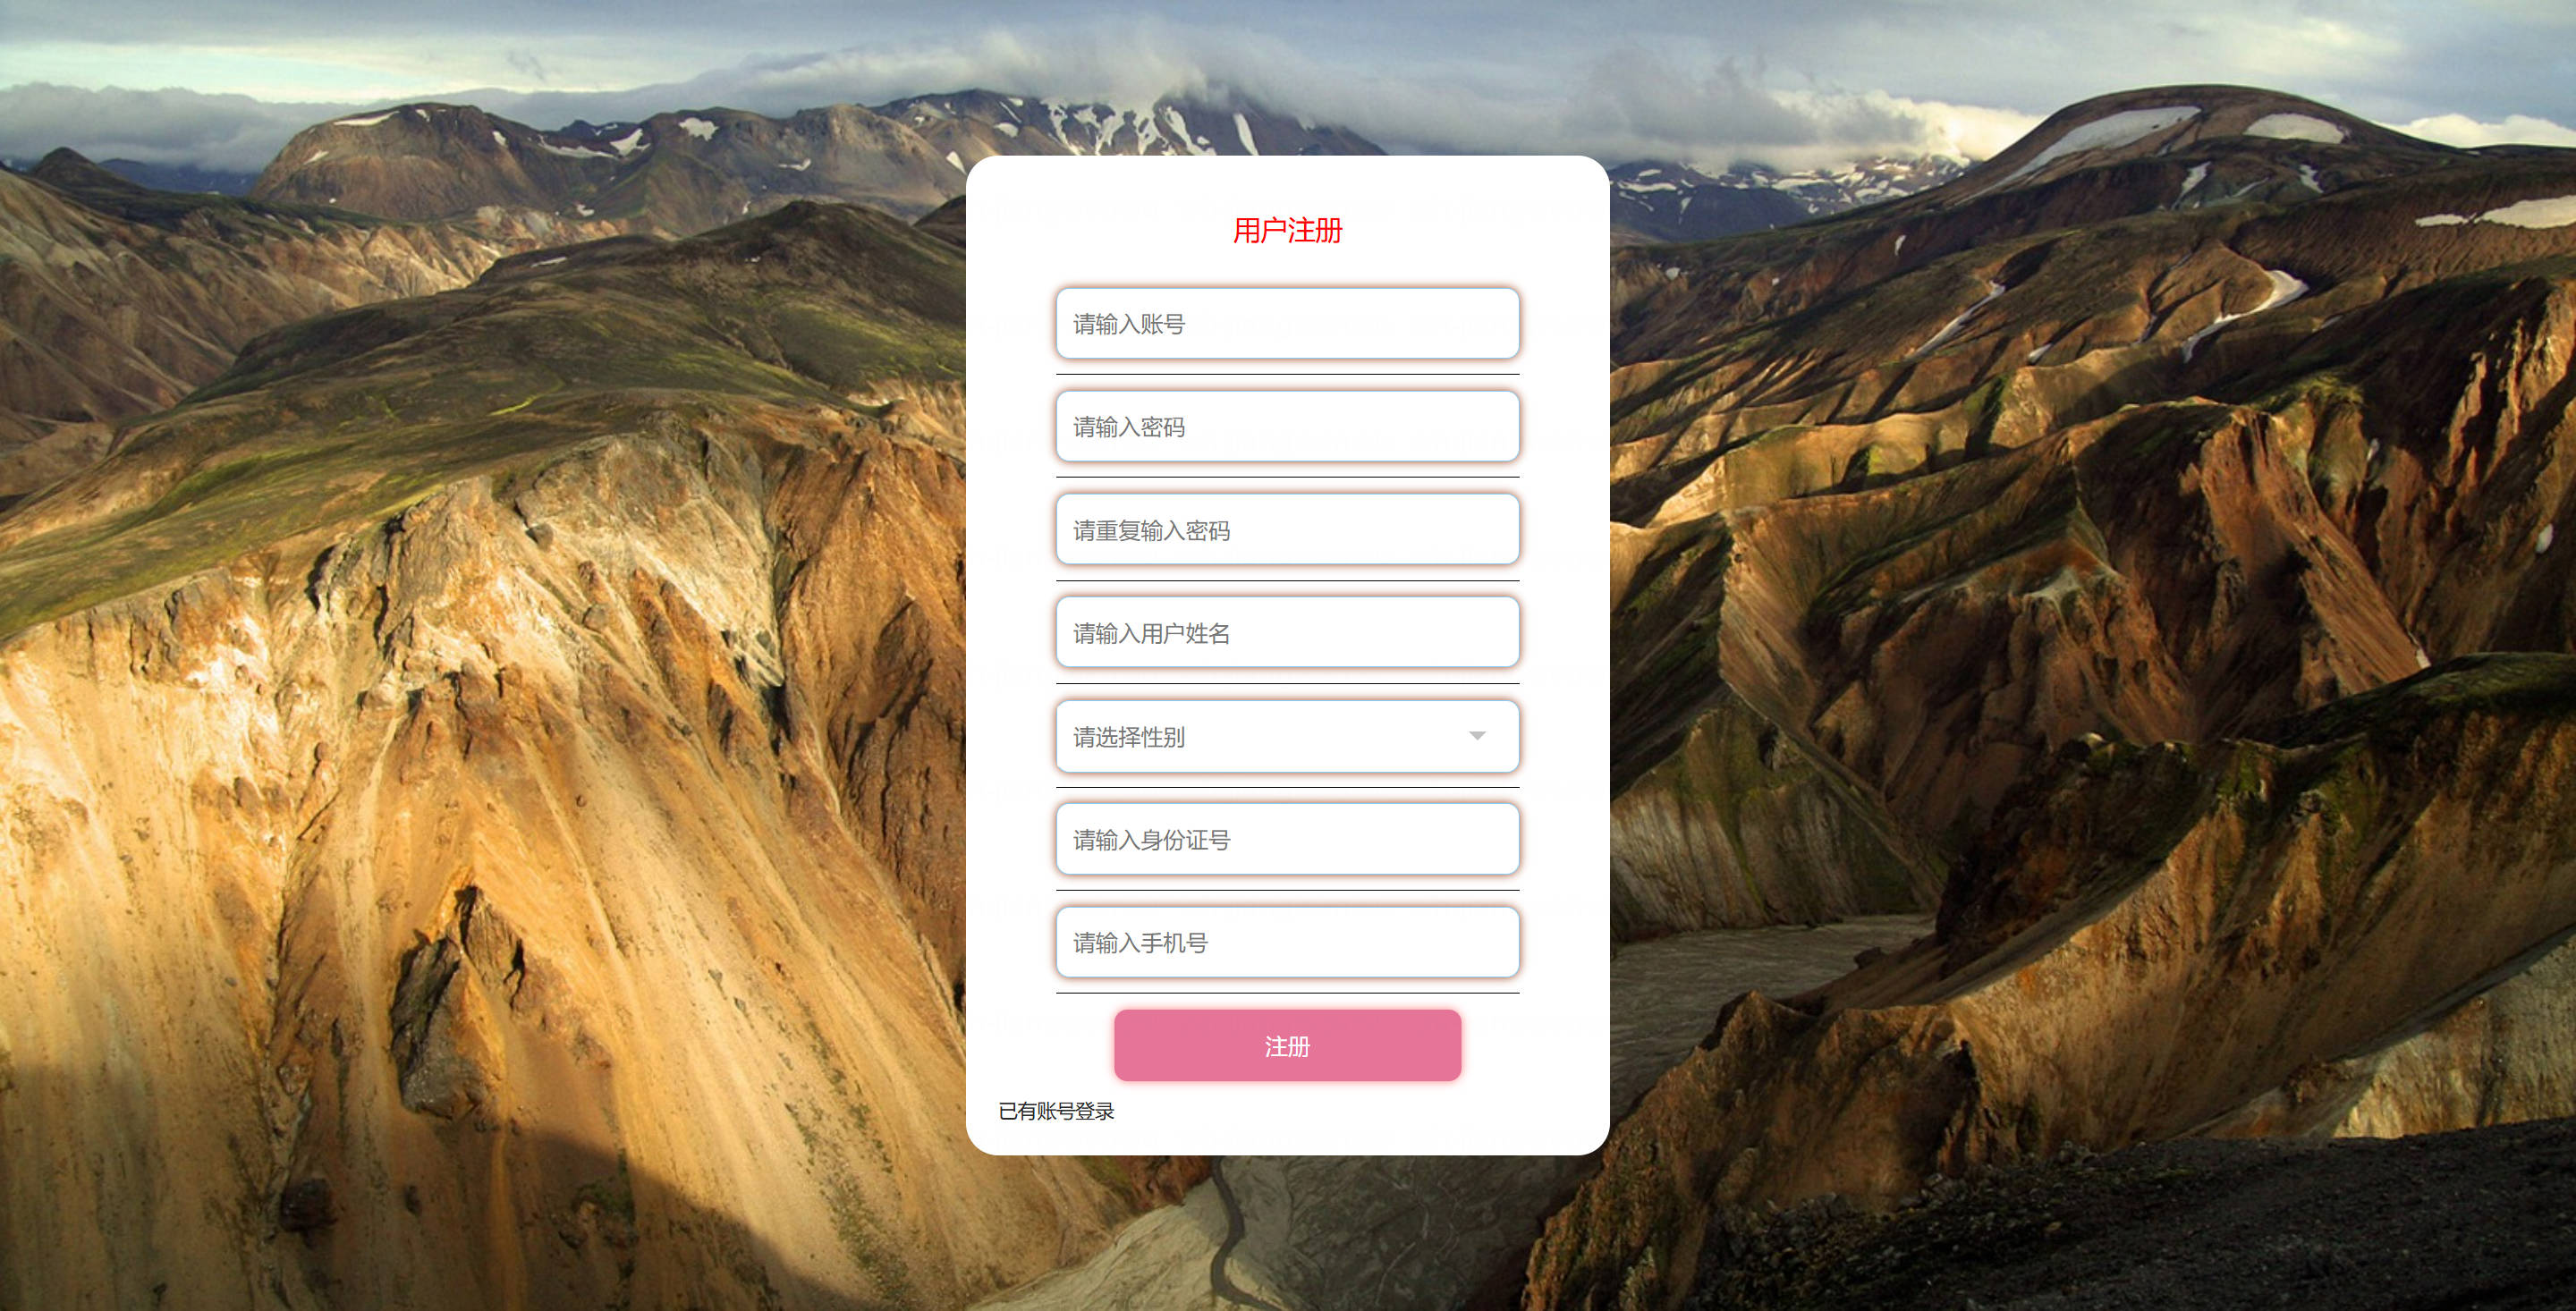 用户注册
请输入账号
请输入密码
请重复输入密码
请输入用户姓名
请选择性别
请输入身份证号
请输入手机号
注册
已有账号登录